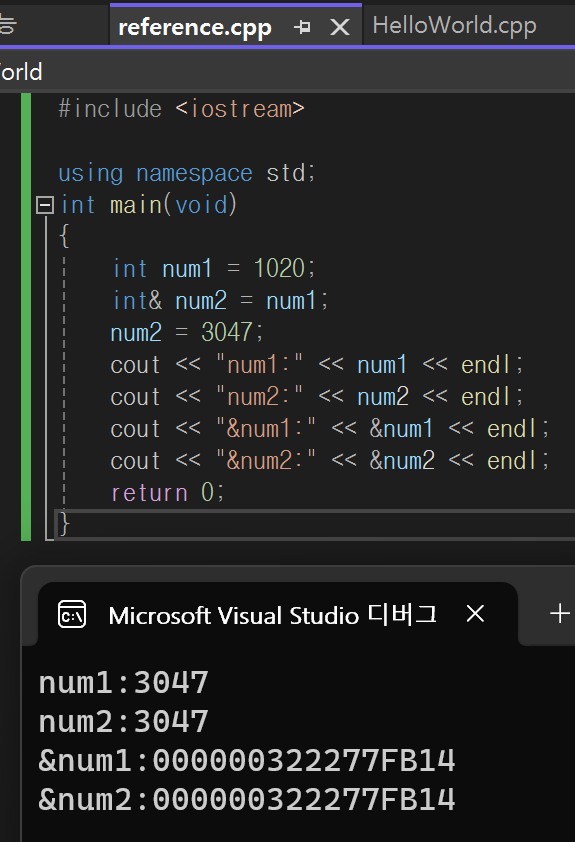 능
reference.cpp
HelloWorld.cpp
orld
#include <iostream>
using namespace std;
int main(void)
{
int num1 = 1020;
int& num2 = num1;
num2 = 3047;
cout << "num1:" << num1 << endl;
cout << "num2:" << num2 << endl;
cout << "&num1:" << &num1 << endl;
cout << "&num2:" << &num2 << endl;
return 0;
}
C:\
Microsoft Visual Studio 디버그
num1:3047
num2:3047
&num1:000000322277FB14
&num2:000000322277FB14